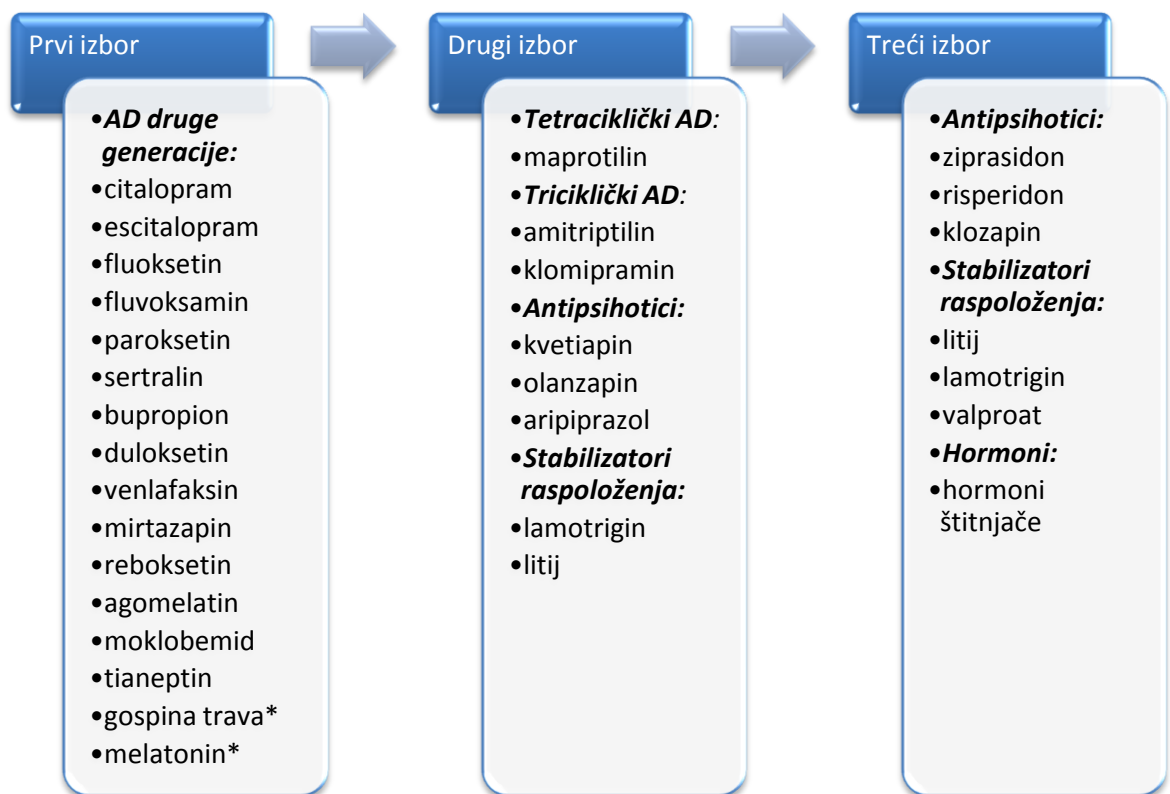 Prvi izbor
•AD druge
generacije:
•citalopram
•escitalopram
•fluoksetin
•fluvoksamin
•paroksetin
•sertralin
•bupropion
•duloksetin
•venlafaksin
•mirtazapin
•reboksetin
•agomelatin
•moklobemid
•tianeptin
•gospina trava*
•melatonin*
Drugi izbor
•Tetraciklički AD:
•maprotilin
•Triciklički AD:
•amitriptilin
•klomipramin
•Antipsihotici:
•kvetiapin
•olanzapin
•aripiprazol
•Stabilizatori
raspoloženja:
•lamotrigin
•litij
Treći izbor
•Antipsihotici:
•ziprasidon
•risperidon
•klozapin
•Stabilizatori
raspoloženja:
•litij
•lamotrigin
•valproat
•Hormoni:
•hormoni
štitnjače